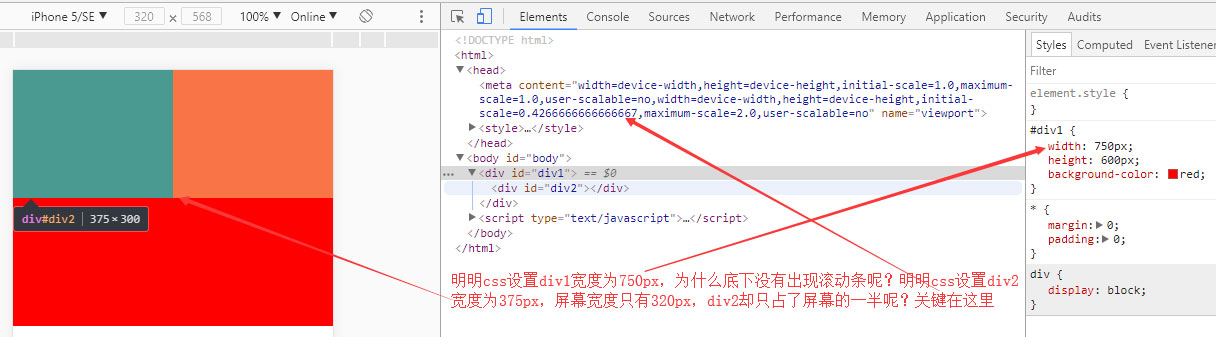 iPhone 5/SE ▼ 320 × 568 100% ▼ Online ▼
Elements Console Sources Network Performance Memory Application Security Audits
<!DOCTYPE html>
<html>
▼<head>
<meta content="width=device-width,height=device-height,initial-scale=1.0,maximum-
scale=1.0,user-scalable=no,width=device-width,height=device-height,initial-
scale=0.4266666666666667,maximum-scale=2.0,user-scalable=no" name="viewport">
▶<style>…</style>
</head>
▼<body id="body">
… ▼<div id="div1"> == $0
<div id="div2"></div>
</div>
▶<script type="text/javascript">…</script>
</body>
</html>
Styles Computed Event Listener
Filter
element.style {
}
#div1 {
width: 750px;
height: 600px;
background-color: red;
}
* {
margin:▶ 0;
padding:▶ 0;
}
div {
display: block;
}
div#div2 | 375×300
明明css设置div1宽度为750px，为什么底下没有出现滚动条呢？明明css设置div2
宽度为375px，屏幕宽度只有320px，div2却只占了屏幕的一半呢？关键在这里